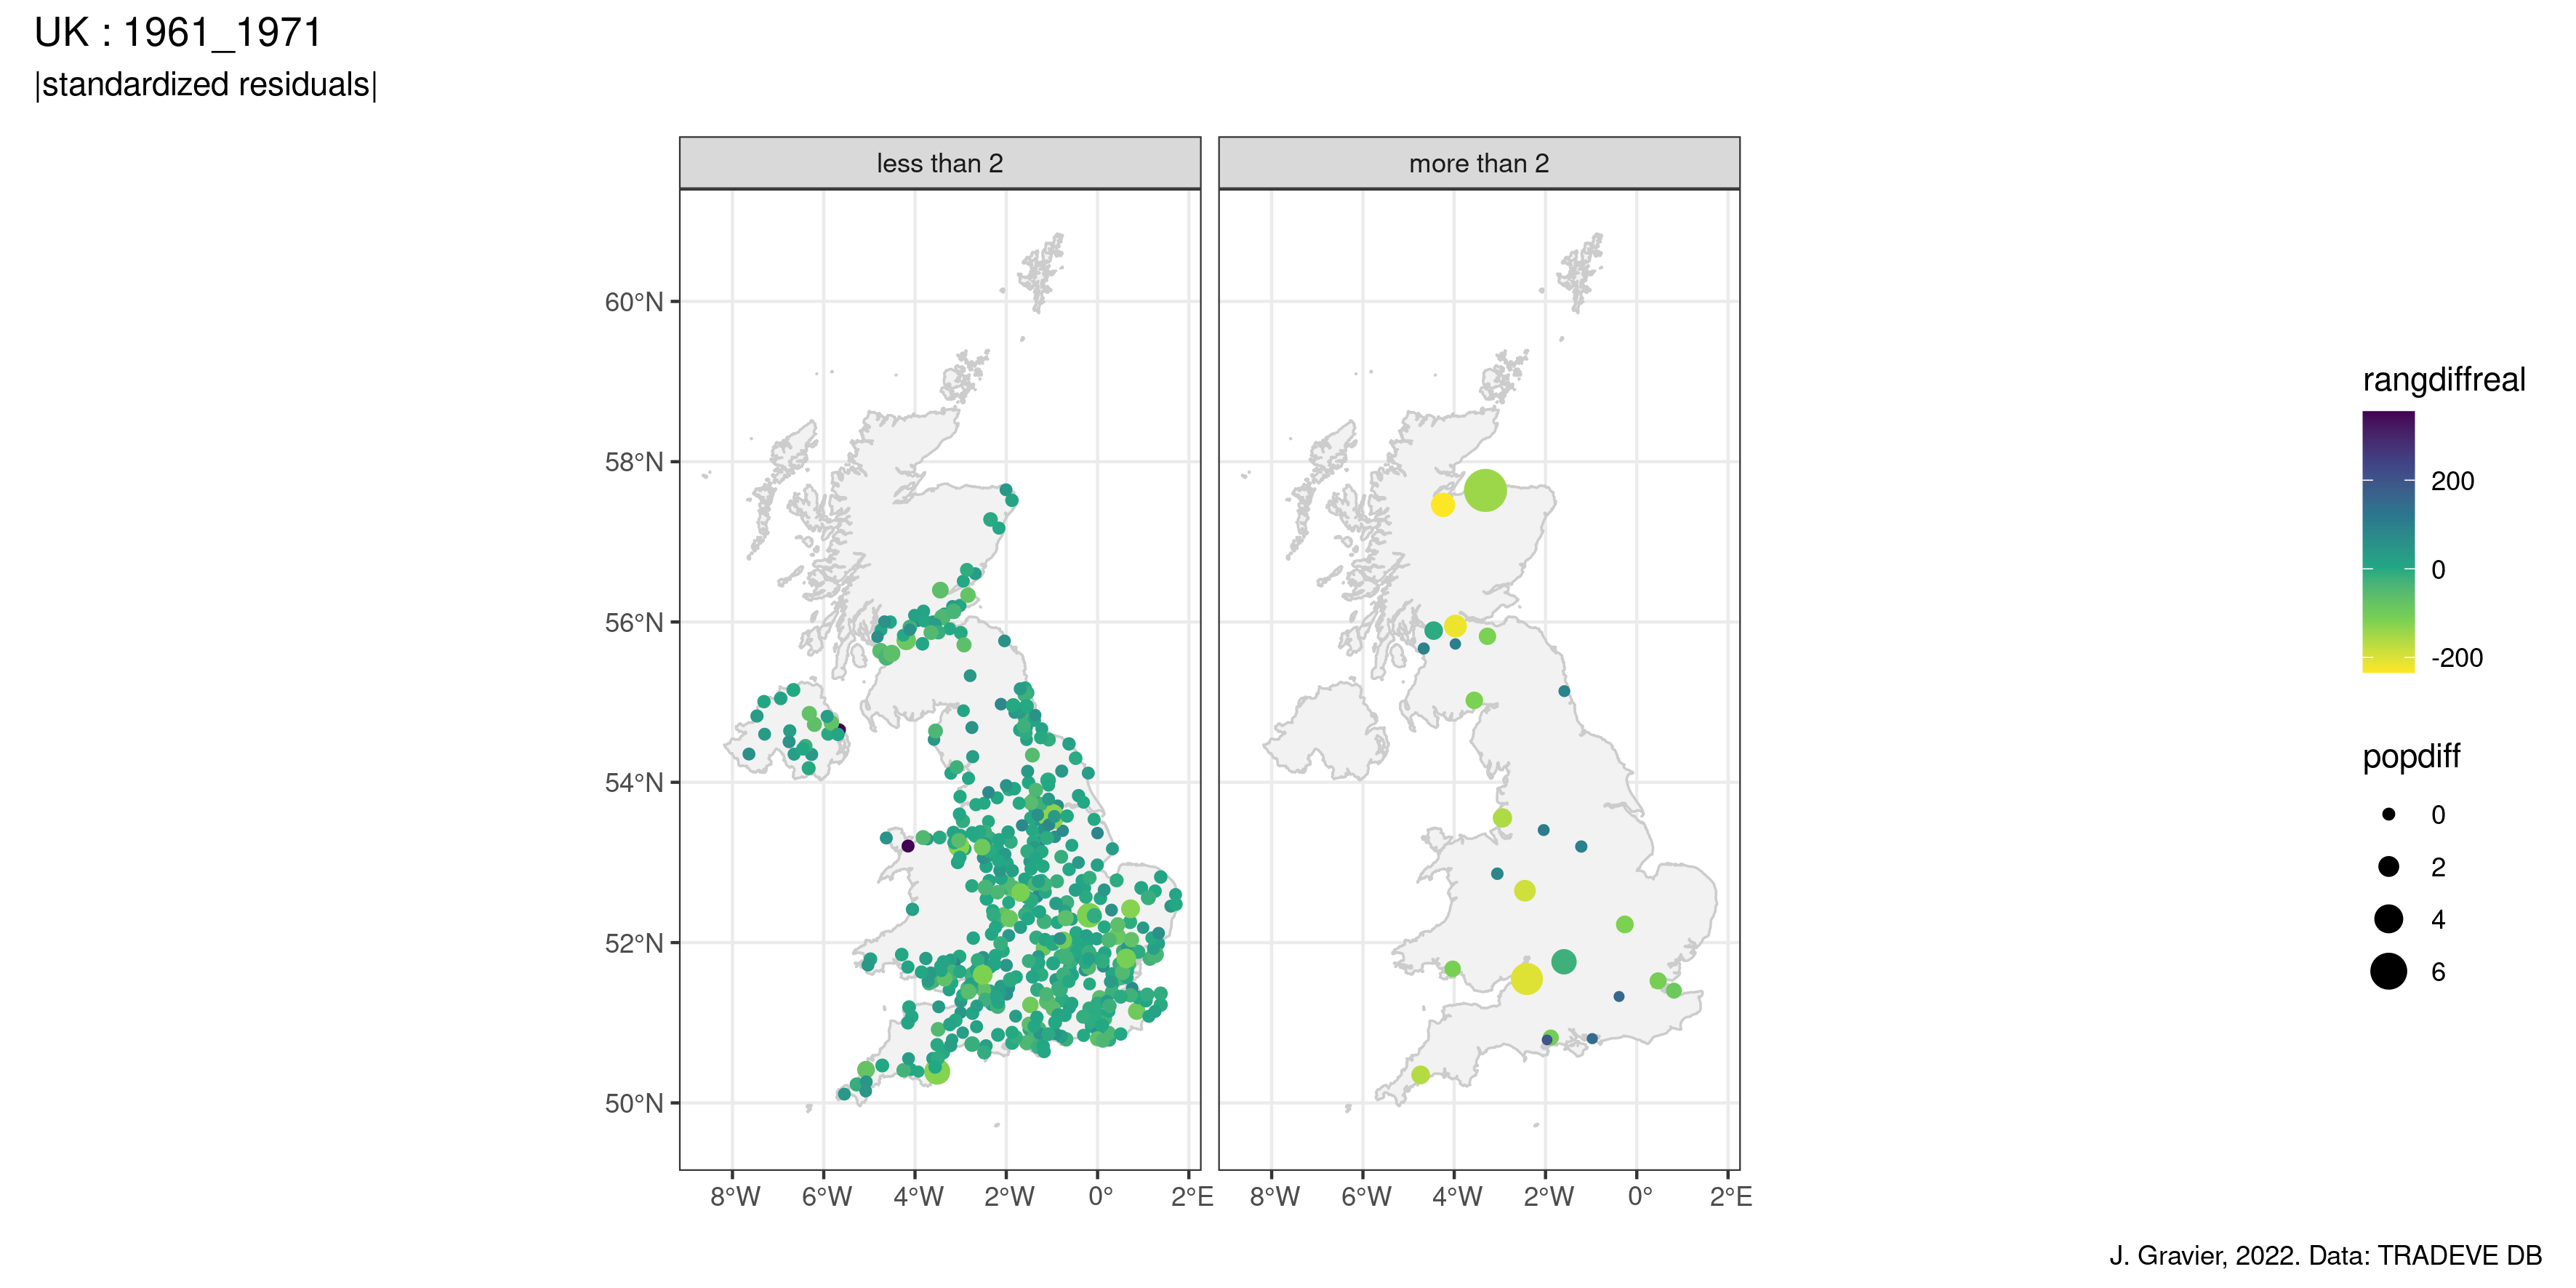 UK : 1961_1971
|standardized residuals|
less than 2
more than 2
60°N
58°N
56°N
54°N
52°N
50°N
8°W 6°W 4°W 2°W 0° 2°E
8°W 6°W 4°W 2°W 0° 2°E
rangdiffreal
200
0
-200
popdiff
0
2
4
6
J. Gravier, 2022. Data: TRADEVE DB